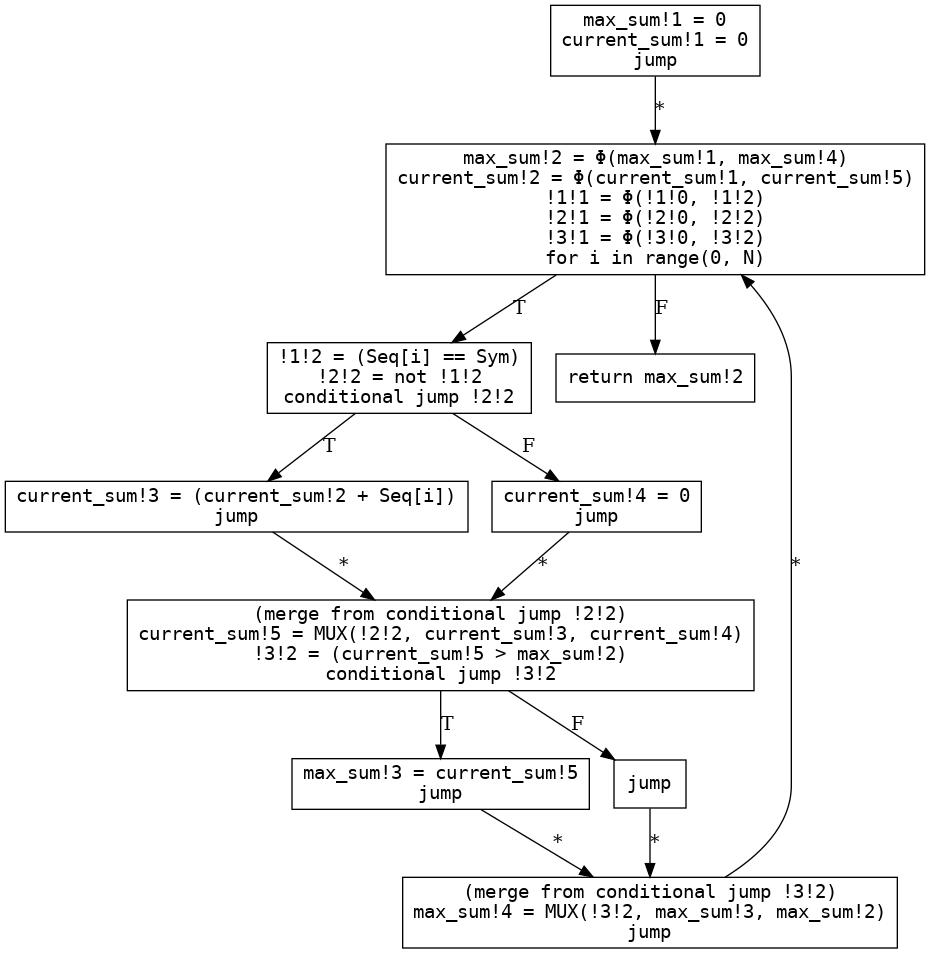 max_sum!1 = 0
current_sum!1 = 0
jump
*
max_sum!2 = Φ(max_sum!1, max_sum!4)
current_sum!2 = Φ(current_sum!1, current_sum!5)
!1!1 = Φ(!1!0, !1!2)
!2!1 = Φ(!2!0, !2!2)
!3!1 = Φ(!3!0, !3!2)
for i in range(0, N)
T
F
!1!2 = (Seq[i] == Sym)
!2!2 = not !1!2
conditional jump !2!2
return max_sum!2
T
F
current_sum!3 = (current_sum!2 + Seq[i])
jump
current_sum!4 = 0
jump
*
*
*
(merge from conditional jump !2!2)
current_sum!5 = MUX(!2!2, current_sum!3, current_sum!4)
!3!2 = (current_sum!5 > max_sum!2)
conditional jump !3!2
T
F
max_sum!3 = current_sum!5
jump
jump
*
*
(merge from conditional jump !3!2)
max_sum!4 = MUX(!3!2, max_sum!3, max_sum!2)
jump